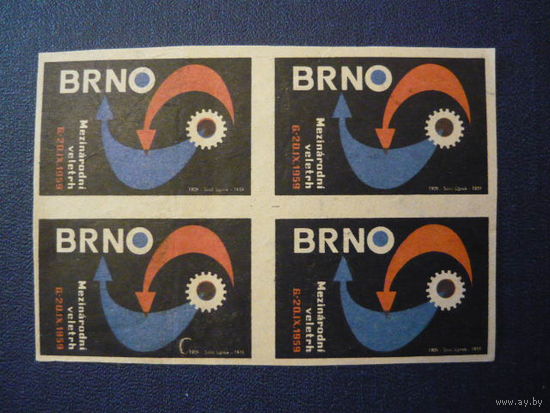 BRNO
Mezinárodní
veletrh
6-20.IX.1959
BRNO
Mezinárodní
veletrh
6-20.IX.1959
BRNO
Mezinárodní
veletrh
6-20.IX.1959
C
BRNO
Mezinárodní
veletrh
6-20.IX.1959
www.ay.by